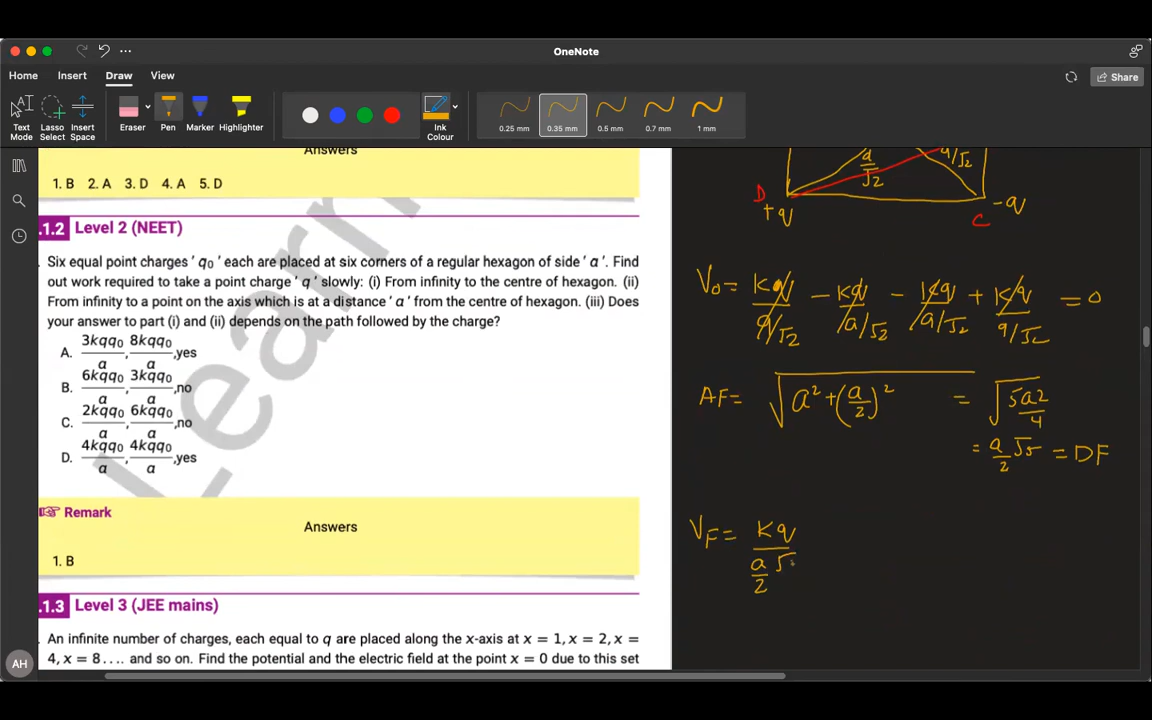 OneNote
Home Insert Draw View
Share
Text Mode
Lasso Select
Insert Space
Eraser
Pen
Marker
Highlighter
Ink Colour
0.25 mm
0.35 mm
0.5 mm
0.7 mm
1 mm
Answers
1. B 2. A 3. D 4. A 5. D
.1.2 Level 2 (NEET)
Six equal point charges ' q₀ ' each are placed at six corners of a regular hexagon of side ' a '. Find
out work required to take a point charge ' q ' slowly: (i) From infinity to the centre of hexagon. (ii)
From infinity to a point on the axis which is at a distance ' a ' from the centre of hexagon. (iii) Does
your answer to part (i) and (ii) depends on the path followed by the charge?
A. 3kqq₀/a, 8kqq₀/a, yes
B. 6kqq₀/a, 3kqq₀/a, no
C. 2kqq₀/a, 6kqq₀/a, no
D. 4kqq₀/a, 4kqq₀/a, yes
Remark
Answers
1. B
.1.3 Level 3 (JEE mains)
An infinite number of charges, each equal to q are placed along the x-axis at x = 1, x = 2, x =
4, x = 8.... and so on. Find the potential and the electric field at the point x = 0 due to this set
Learn
AH
a/√2
a/√2
D
+q
-q
C
V₀ = Kq/a/√2 - Kq/a/√2 - Kq/a/√2 + Kq/a/√2 = 0
AF = √a² + (a/2)² = √5a²/4
= a/2 √5 = DF
V_F = Kq
a/2 √